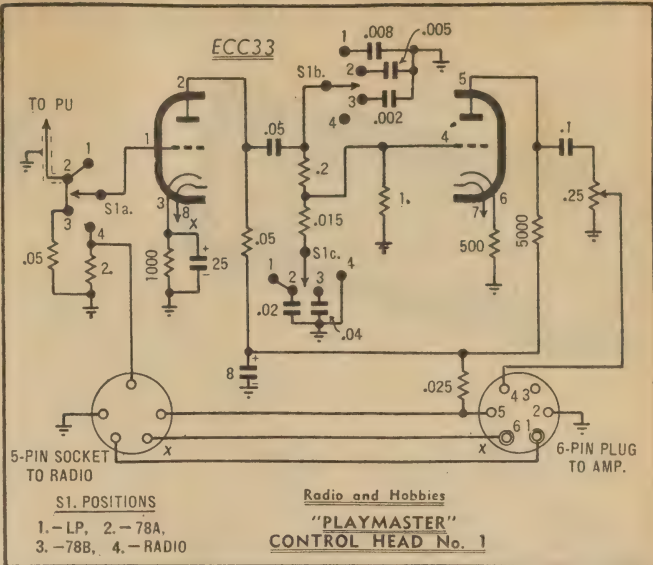 ECC33
TO PU
1
2
3
4
S1a.
.05
2.
1
2
3
8
X
1000
25
+
-
.05
.05
1 .008
2 .005
3 .002
4
S1b.
.2
.015
S1c.
1 2 3 4
.02
.04
1.
5
4
7
6
500
5000
.1
.25
8
+
-
.025
4 3
5 2
6 1
X
X
5-PIN SOCKET
TO RADIO
6-PIN PLUG
TO AMP.
S1. POSITIONS
1.-LP, 2.-78A,
3.-78B, 4.-RADIO
Radio and Hobbies
"PLAYMASTER"
CONTROL HEAD No. 1